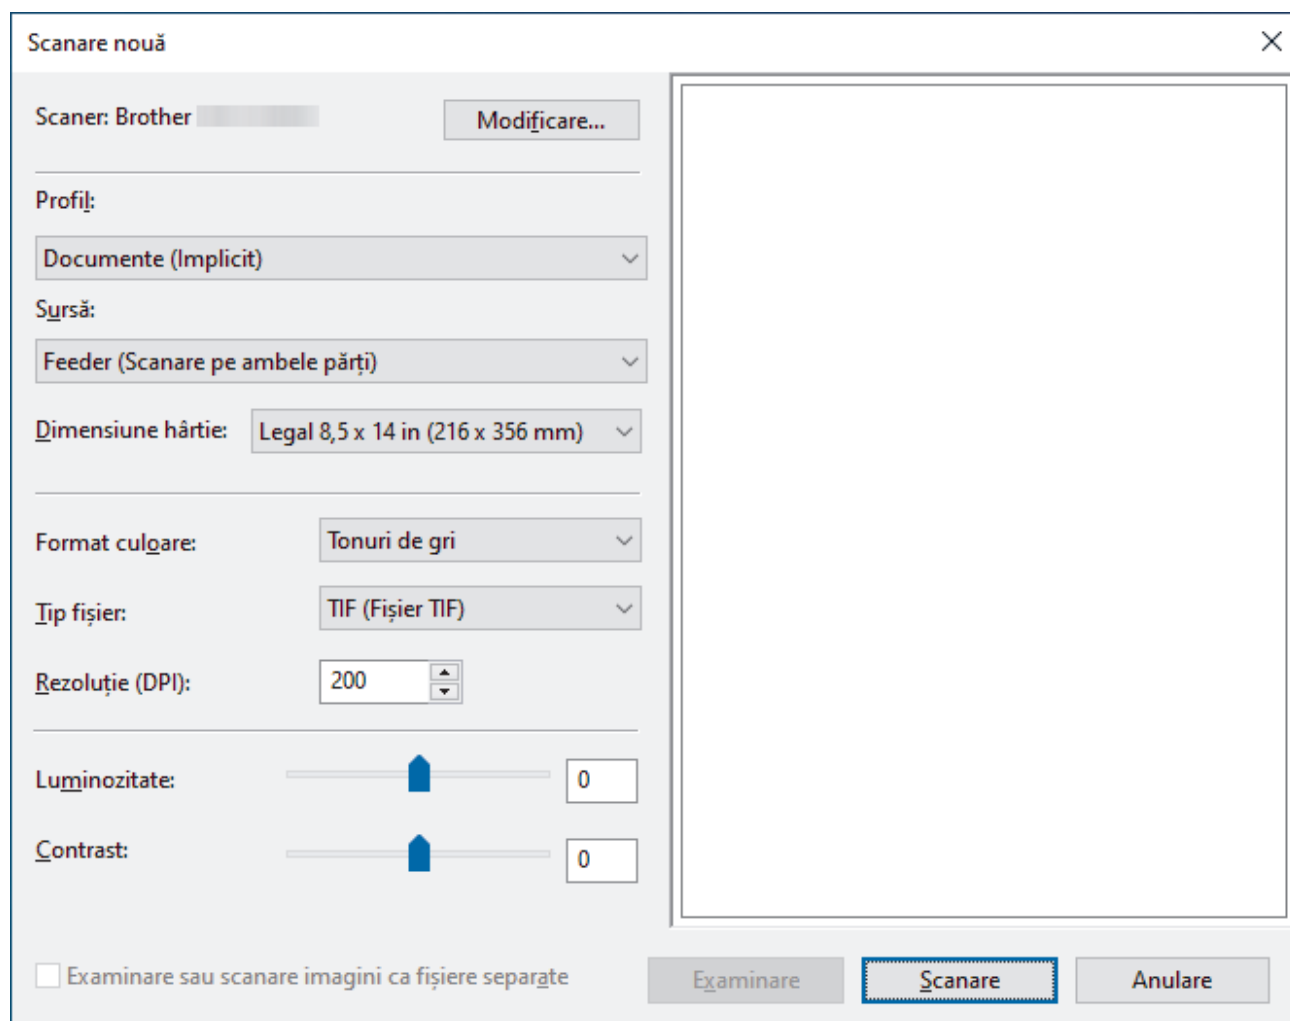 Scanare nouă
Scaner: Brother
Modificare...
Profil:
Documente (Implicit)
Sursă:
Feeder (Scanare pe ambele părți)
Dimensiune hârtie: Legal 8,5 x 14 in (216 x 356 mm)
Format culoare: Tonuri de gri
Tip fișier: TIF (Fișier TIF)
Rezoluție (DPI): 200
Luminozitate: 0
Contrast: 0
Examinare sau scanare imagini ca fișiere separate
Examinare Scanare Anulare